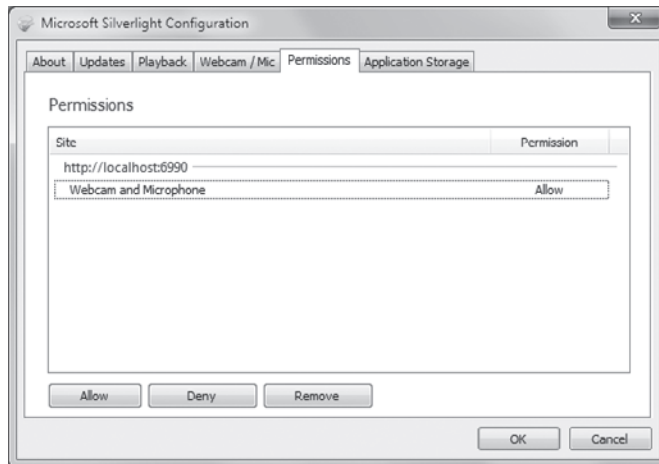 Microsoft Silverlight Configuration
About Updates Playback Webcam / Mic Permissions Application Storage
Permissions
Site Permission
http://localhost:6990
Webcam and Microphone Allow
Allow Deny Remove
OK Cancel